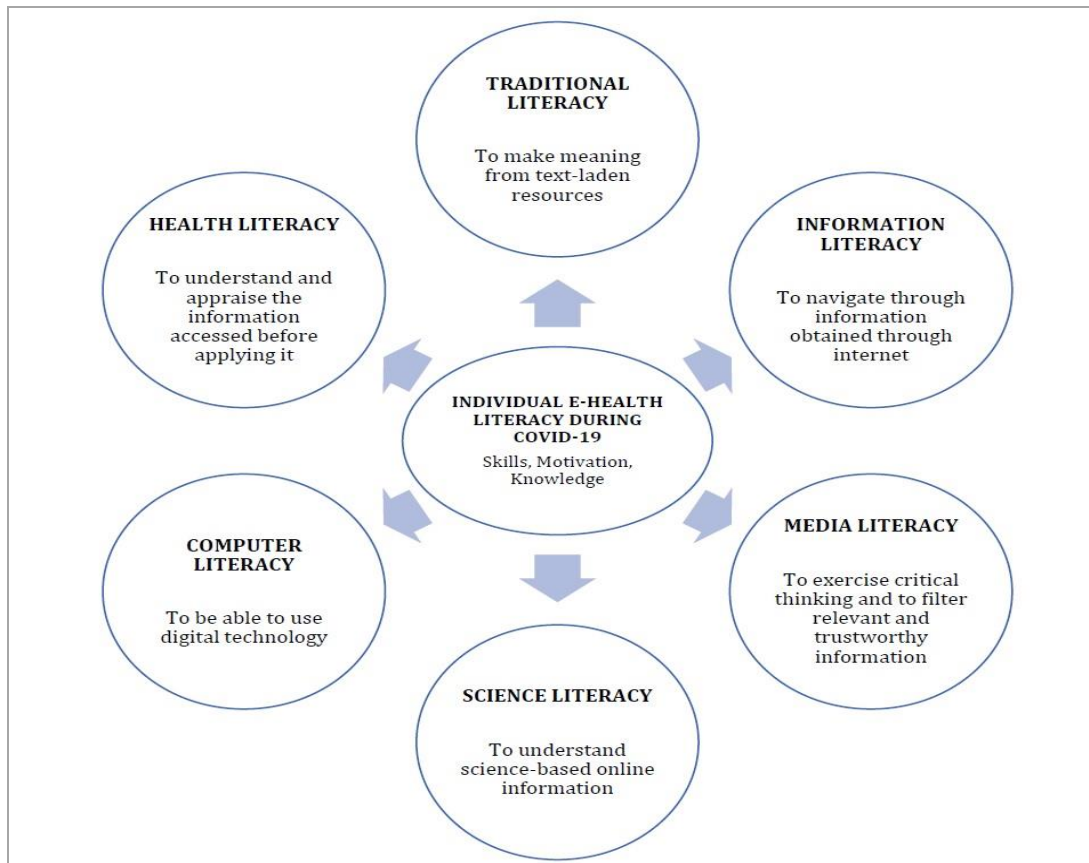 TRADITIONAL
LITERACY
To make meaning
from text-laden
resources
HEALTH LITERACY
To understand and
appraise the
information
accessed before
applying it
INFORMATION
LITERACY
To navigate through
information
obtained through
internet
INDIVIDUAL E-HEALTH
LITERACY DURING
COVID-19
Skills, Motivation,
Knowledge
COMPUTER
LITERACY
To be able to use
digital technology
MEDIA LITERACY
To exercise critical
thinking and to filter
relevant and
trustworthy
information
SCIENCE LITERACY
To understand
science-based online
information